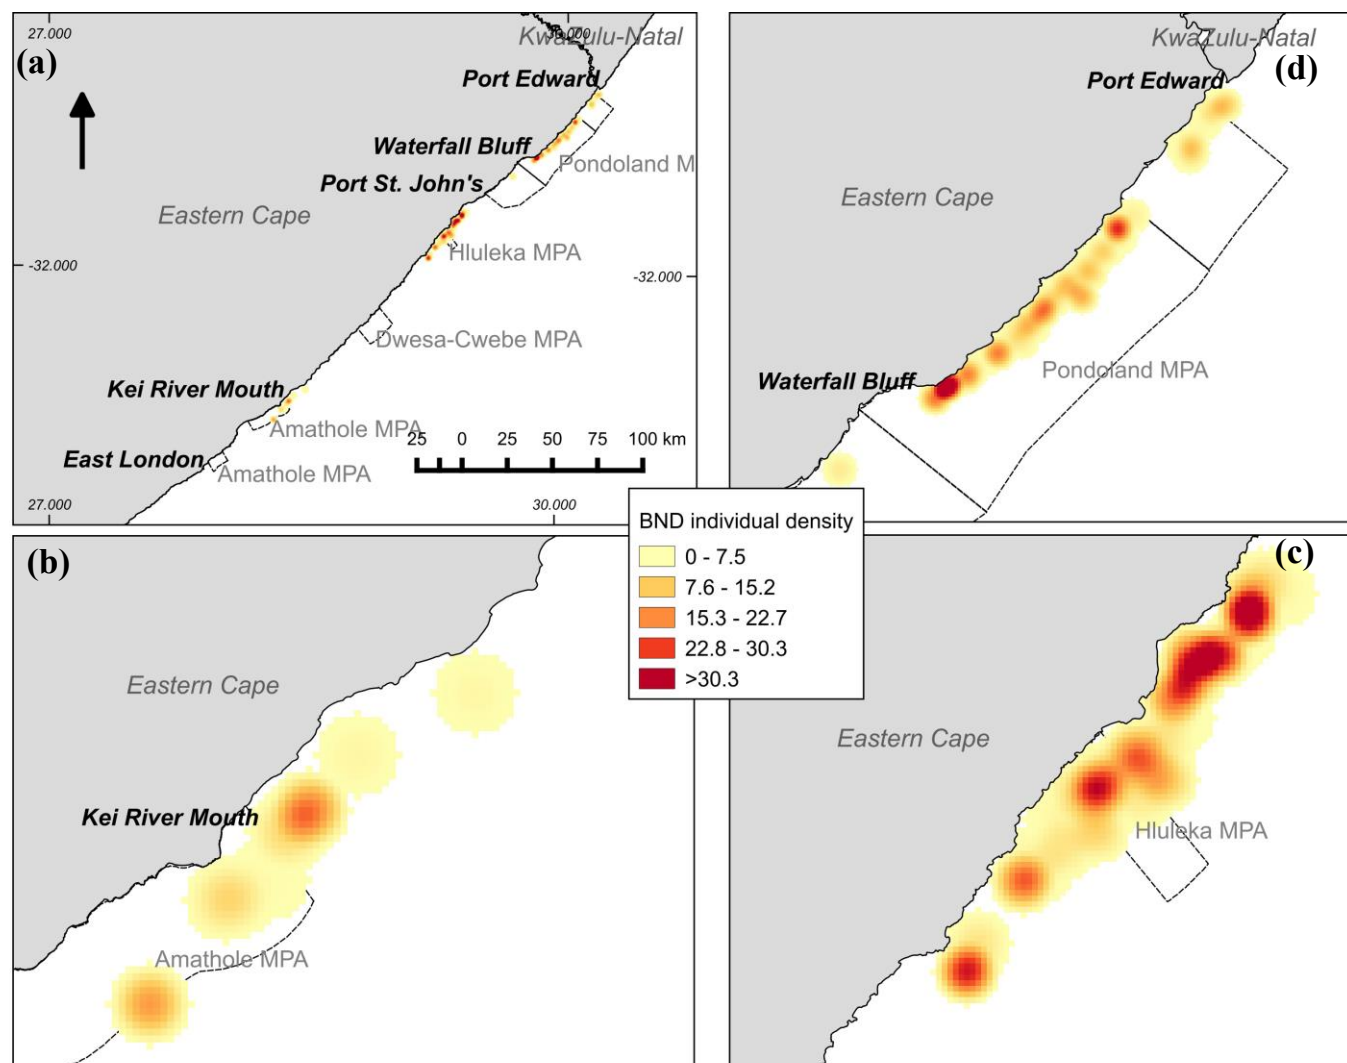 27.000
30.000
KwaZulu-Natal
(a)
Port Edward
Waterfall Bluff
Pondoland M
Port St. John's
Eastern Cape
Hluleka MPA
-32.000
Dwesa-Cwebe MPA
Kei River Mouth
Amathole MPA
25 0 25 50 75 100 km
East London
Amathole MPA
27.000
30.000
KwaZulu-Natal
(d)
Port Edward
Eastern Cape
-32.000
Pondoland MPA
Waterfall Bluff
BND individual density
0 - 7.5
7.6 - 15.2
15.3 - 22.7
22.8 - 30.3
>30.3
(b)
Eastern Cape
Kei River Mouth
Amathole MPA
(c)
Eastern Cape
Hluleka MPA